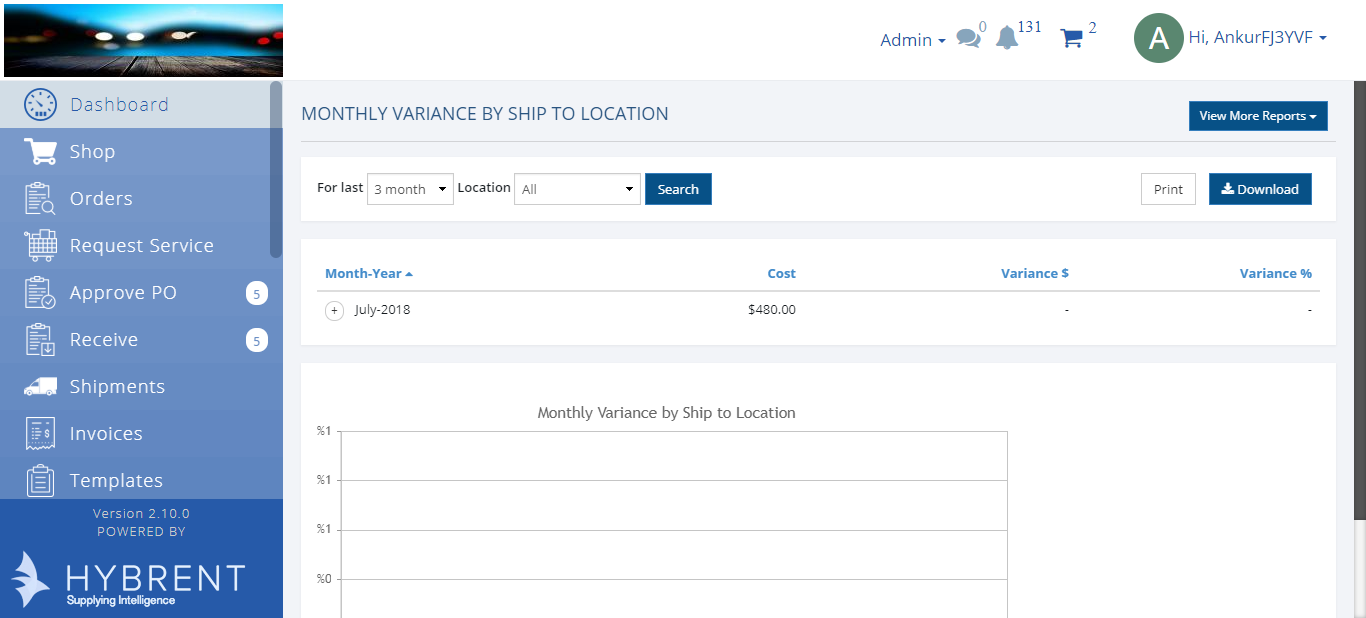 Admin 0 131 2 A Hi, AnkurFJ3YVF
Dashboard
Shop
Orders
Request Service
Approve PO 5
Receive 5
Shipments
Invoices
Templates
Version 2.10.0
POWERED BY
HYBRENT
Supplying Intelligence
MONTHLY VARIANCE BY SHIP TO LOCATION View More Reports
For last 3 month Location All Search Print Download
Month-Year Cost Variance $ Variance %
+ July-2018 $480.00 - -
Monthly Variance by Ship to Location
%1
%1
%1
%0